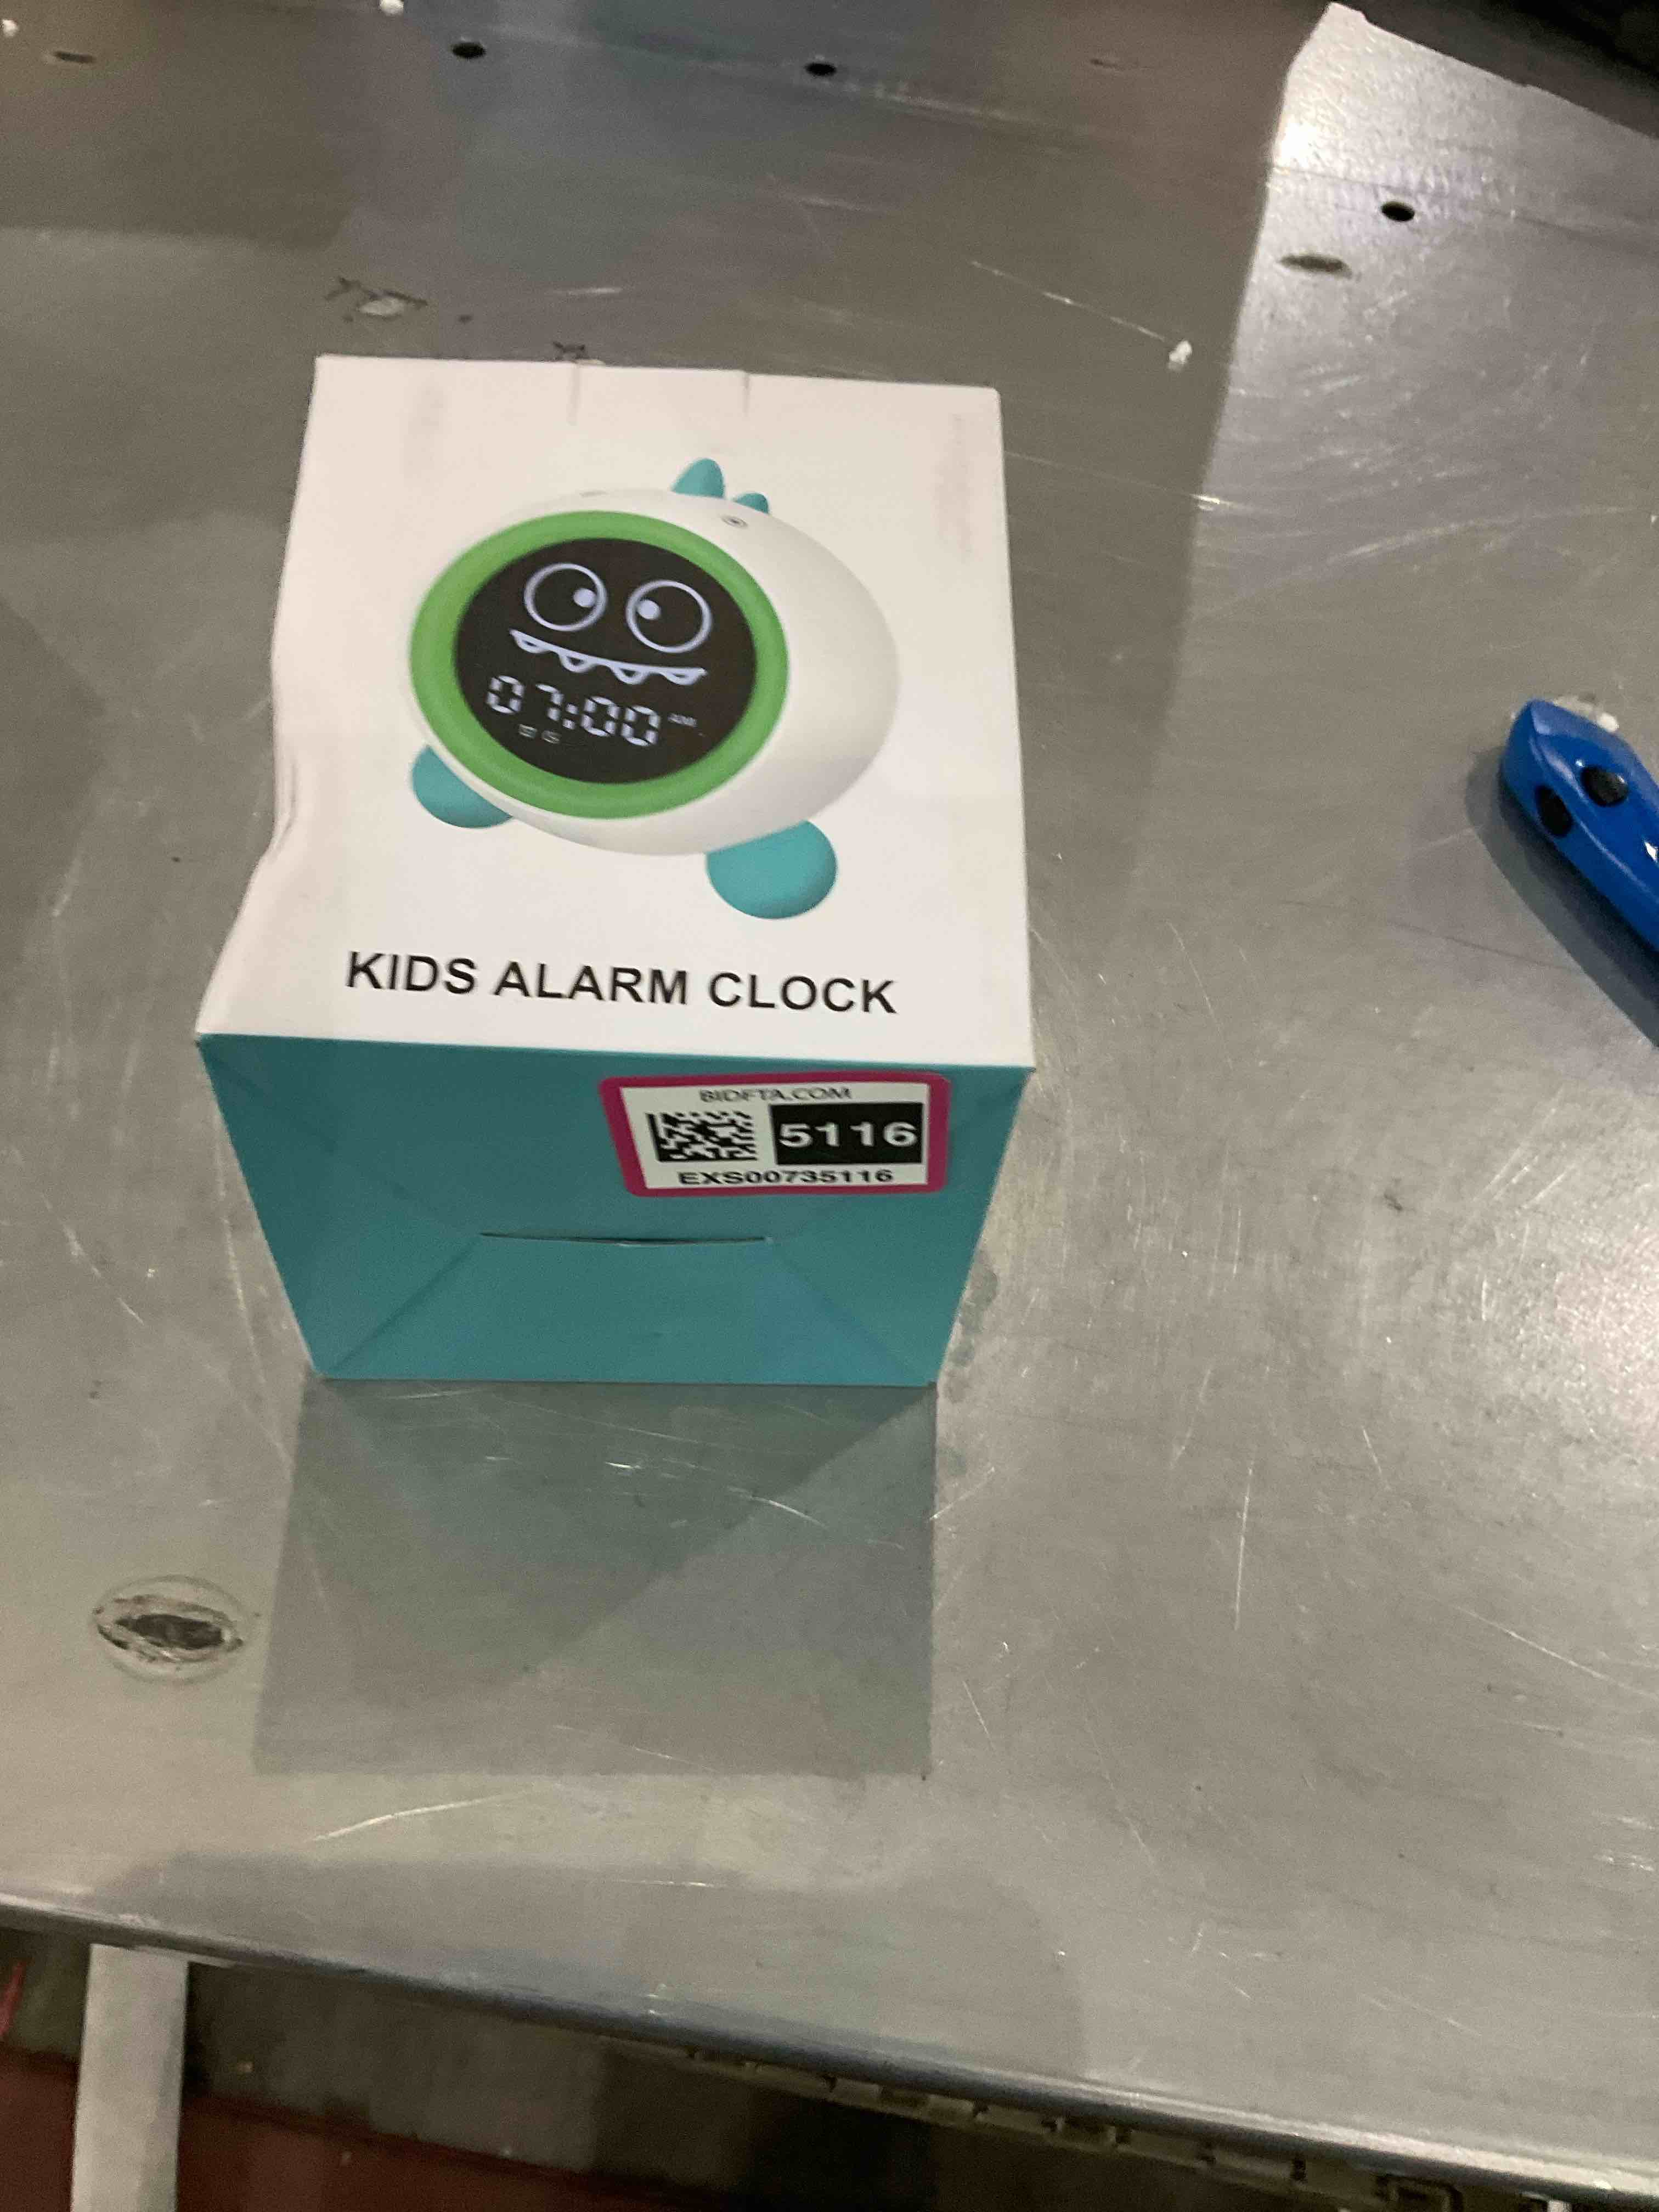 07:00 AM
KIDS ALARM CLOCK
BIDFTA.COM
5116
EXS00735116